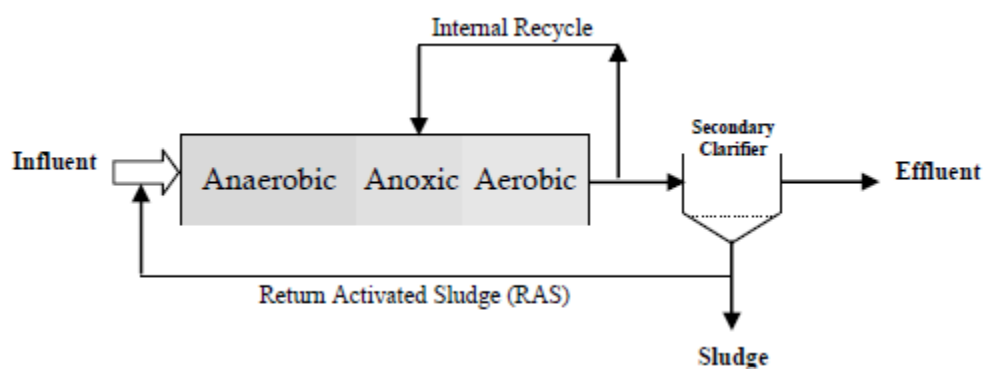 Internal Recycle
Secondary
Clarifier
Influent
Anaerobic
Anoxic
Aerobic
Effluent
Return Activated Sludge (RAS)
Sludge